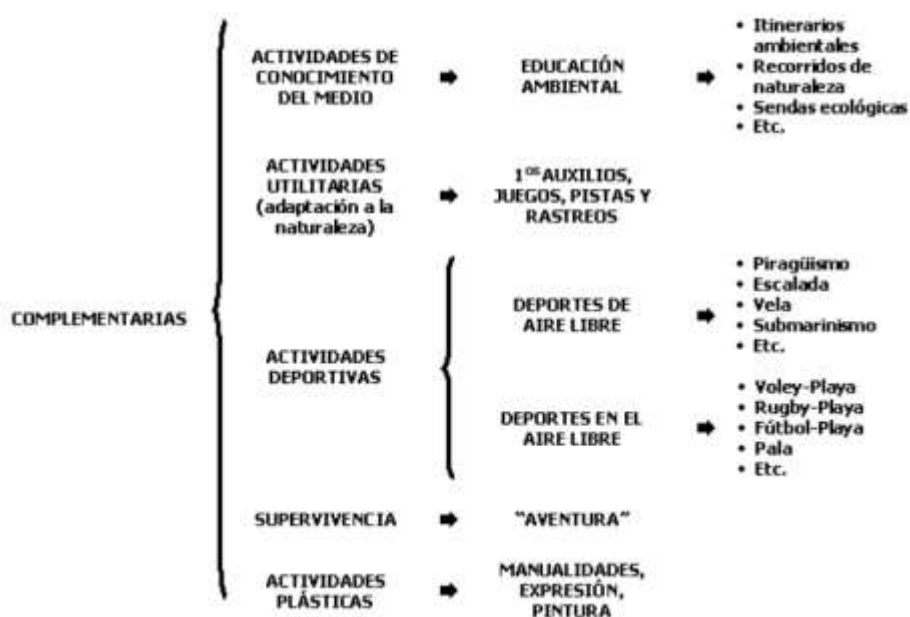 COMPLEMENTARIAS
ACTIVIDADES DE
CONOCIMIENTO
DEL MEDIO
EDUCACIÓN
AMBIENTAL
• Itinerarios
ambientales
• Recorridos de
naturaleza
• Sendas ecológicas
• Etc.
ACTIVIDADES
UTILITARIAS
(adaptación a la
naturaleza)
1OS AUXILIOS,
JUEGOS, PISTAS Y
RASTREOS
ACTIVIDADES
DEPORTIVAS
DEPORTES DE
AIRE LIBRE
• Piragüismo
• Escalada
• Vela
• Submarinismo
• Etc.
DEPORTES EN EL
AIRE LIBRE
• Voley-Playa
• Rugby-Playa
• Fútbol-Playa
• Pala
• Etc.
SUPERVIVENCIA
"AVENTURA"
ACTIVIDADES
PLÁSTICAS
MANUALIDADES,
EXPRESIÓN,
PINTURA